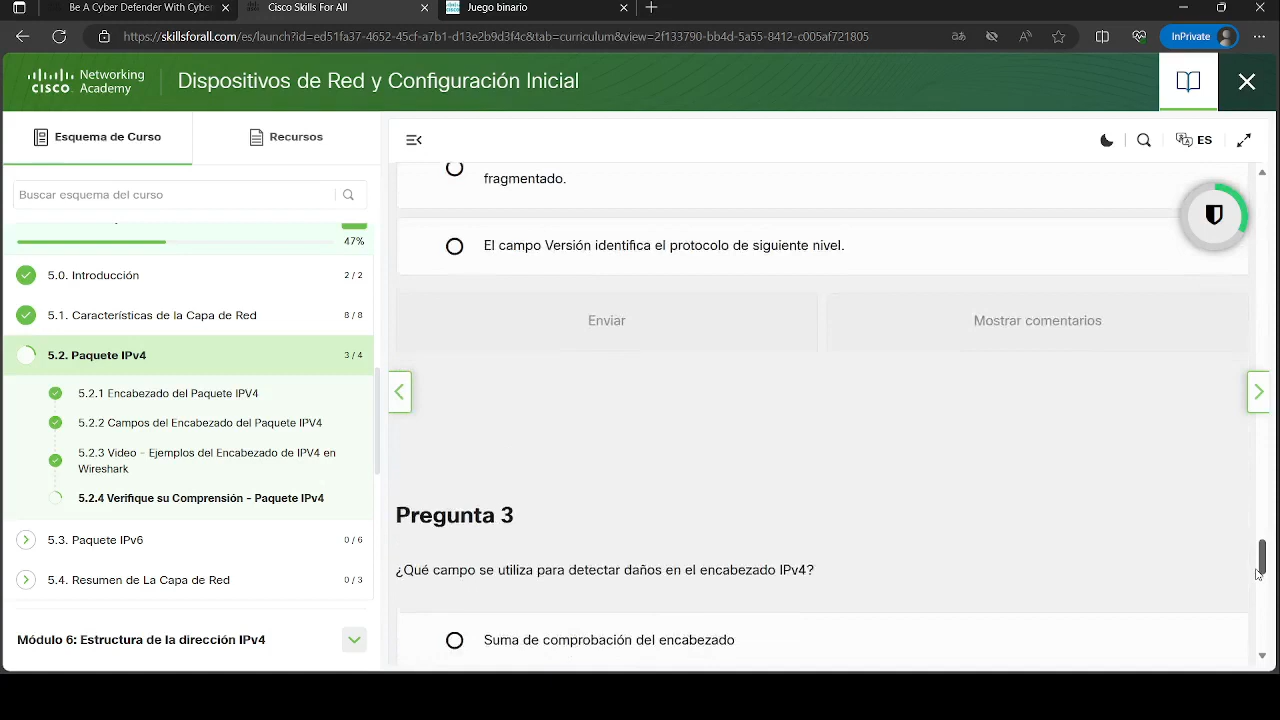 Be A Cyber Defender With Cyber
Cisco Skills For All
Juego binario
https://skillsforall.com/es/launch?id=ed51fa37-4652-45cf-a7b1-d13e2b9d3f4c8&tab=curriculum&view=2f133790-bb4d-5a55-8412-c005af721805
InPrivate
Networking
Academy
CISCO
Dispositivos de Red y Configuración Inicial
Esquema de Curso
Recursos
ES
Buscar esquema del curso
47%
5.0. Introducción
2 / 2
5.1. Características de la Capa de Red
8 / 8
5.2. Paquete IPv4
3 / 4
5.2.1 Encabezado del Paquete IPV4
5.2.2 Campos del Encabezado del Paquete IPV4
5.2.3 Video - Ejemplos del Encabezado de IPV4 en
Wireshark
5.2.4 Verifique su Comprensión - Paquete IPv4
5.3. Paquete IPv6
0 / 6
5.4. Resumen de La Capa de Red
0 / 3
Módulo 6: Estructura de la dirección IPv4
fragmentado.
El campo Versión identifica el protocolo de siguiente nivel.
Enviar
Mostrar comentarios
Pregunta 3
¿Qué campo se utiliza para detectar daños en el encabezado IPv4?
Suma de comprobación del encabezado